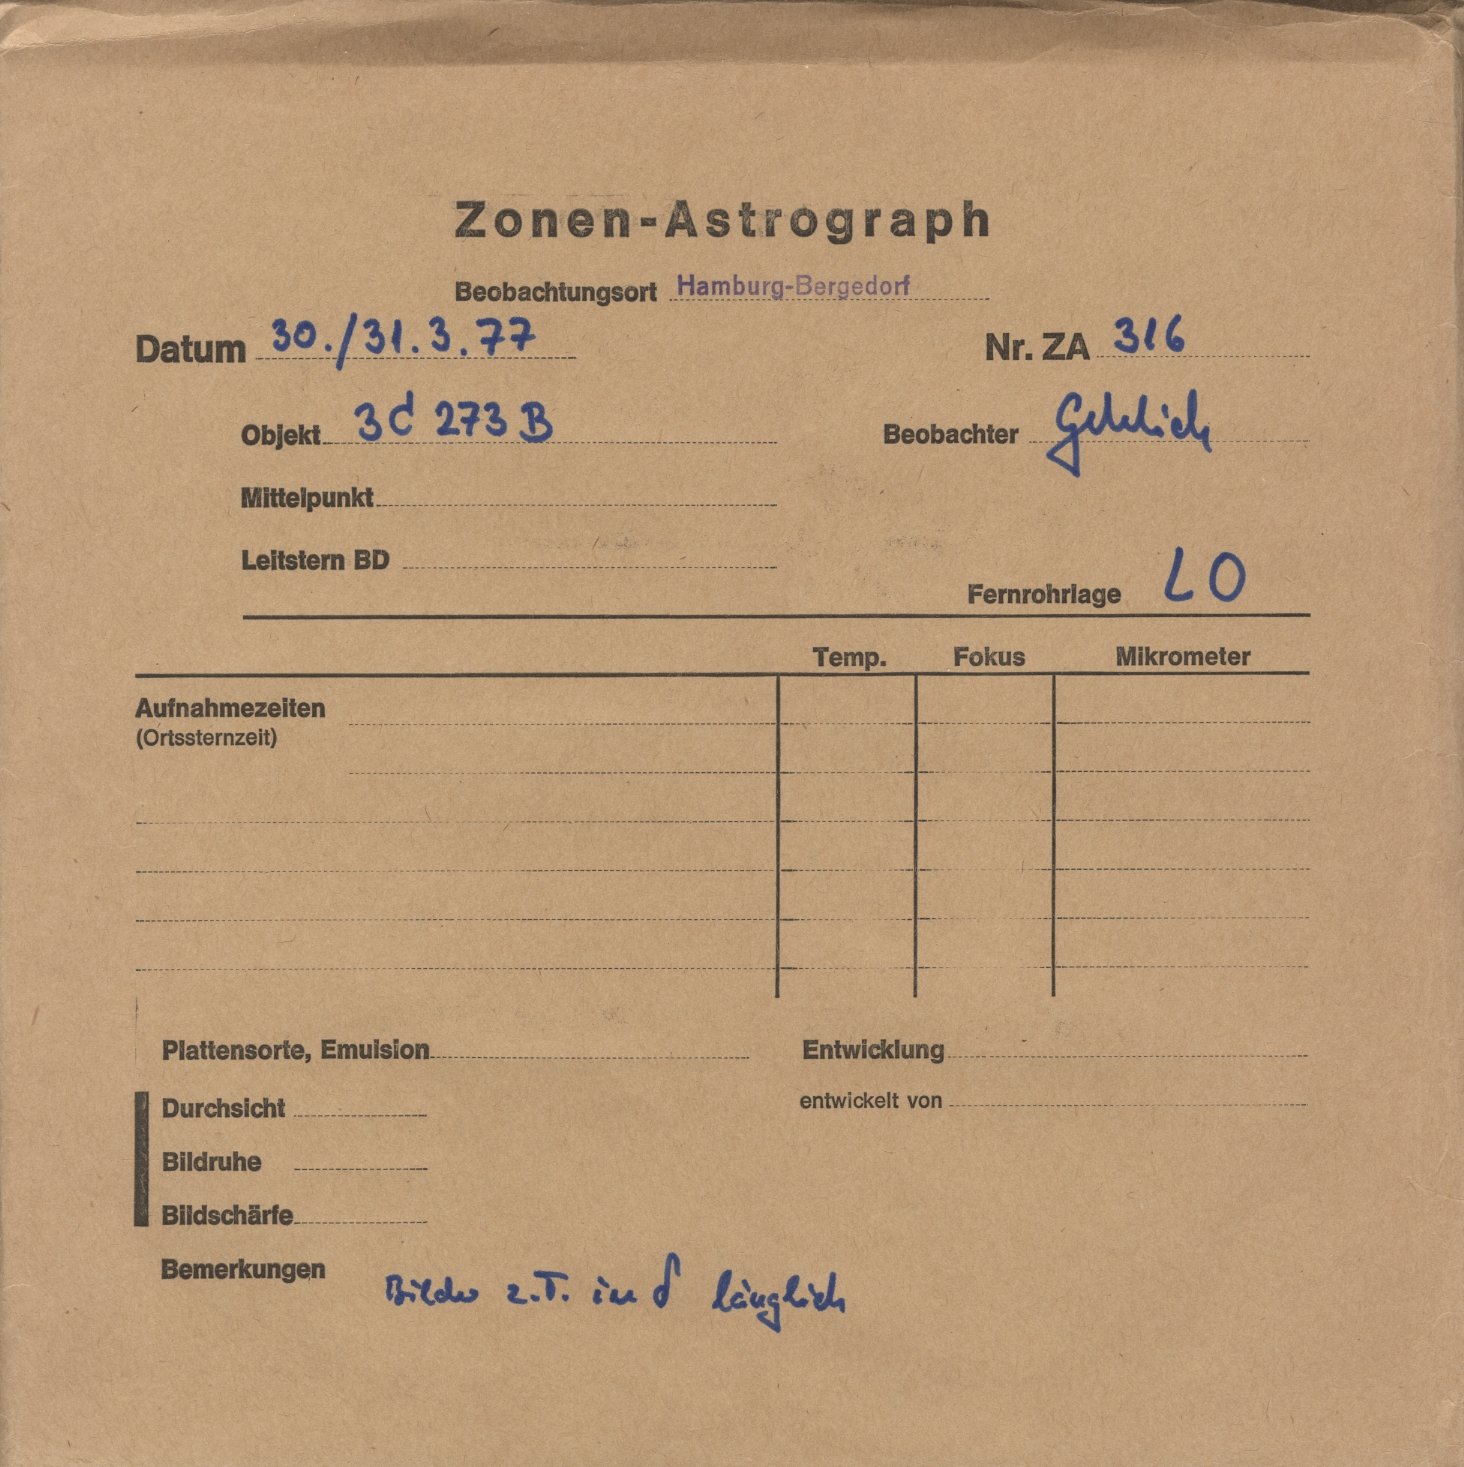 Zonen-Astrograph
Beobachtungsort Hamburg-Bergedorf
Datum 30./31.3.77 Nr. ZA 316
Objekt 3C 273 B Beobachter Gehlich
Mittelpunkt
Leitstern BD
Fernrohrlage LO
Temp. Fokus Mikrometer
Aufnahmezeiten
(Ortssternzeit)
Plattensorte, Emulsion Entwicklung
Durchsicht entwickelt von
Bildruhe
Bildschärfe
Bemerkungen Bilder z.T. in δ länglich